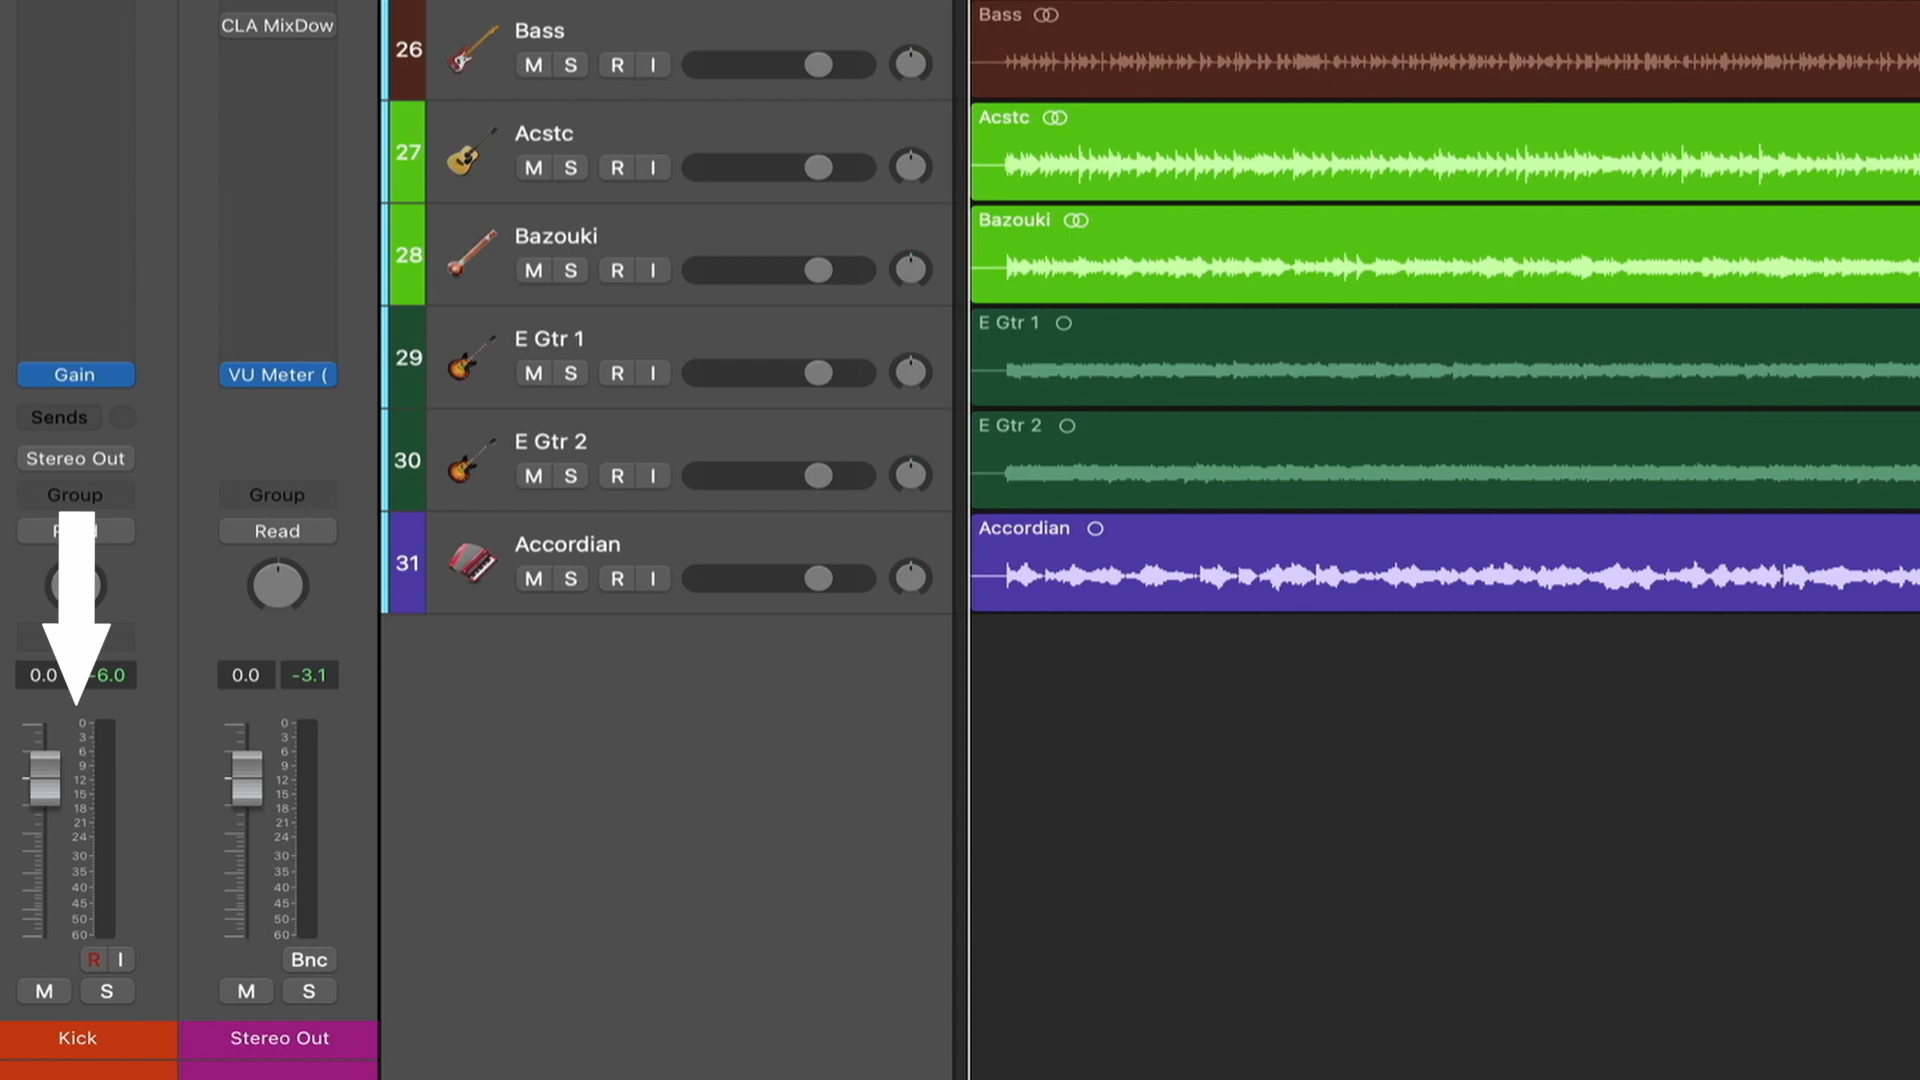 CLA MixDow
Gain
VU Meter (
Sends
Stereo Out
Group
Group
Read
0.0 -6.0
0.0 -3.1
0
3
6
9
12
15
18
21
24
30
35
40
45
50
60
0
3
6
9
12
15
18
21
24
30
35
40
45
50
60
R I
Bnc
M S
M S
Kick
Stereo Out
26
Bass
M S R I
27
Acstc
M S R I
28
Bazouki
M S R I
29
E Gtr 1
M S R I
30
E Gtr 2
M S R I
31
Accordian
M S R I
Bass
Acstc
Bazouki
E Gtr 1
E Gtr 2
Accordian